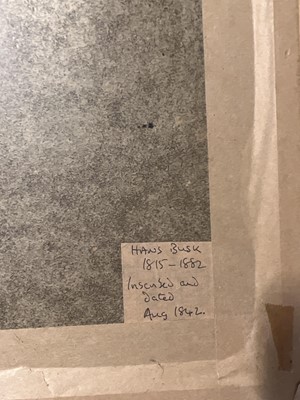 HANS BUSK
1815–1882
Inscribed and
dated
Aug 1842.